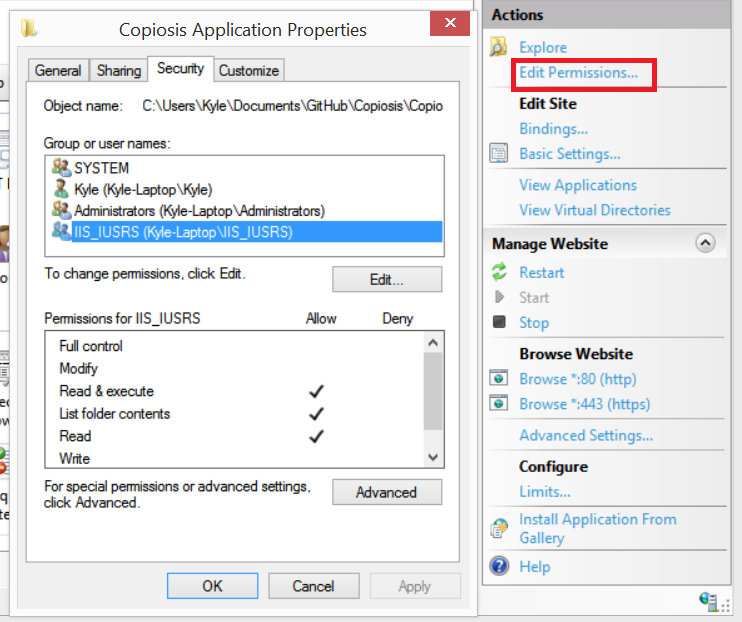 Copiosis Application Properties
General
Sharing
Security
Customize
Object name: C:\Users\Kyle\Documents\GitHub\Copiosis\Copio
Group or user names:
SYSTEM
Kyle (Kyle-Laptop\Kyle)
Administrators (Kyle-Laptop\Administrators)
IIS_IUSRS (Kyle-Laptop\IIS_IUSRS)
To change permissions, click Edit.
Edit...
Permissions for IIS_IUSRS Allow Deny
Full control
Modify
Read & execute
List folder contents
Read
Write
For special permissions or advanced settings,
click Advanced.
Advanced
OK
Cancel
Apply
Actions
Explore
Edit Permissions...
Edit Site
Bindings...
Basic Settings...
View Applications
View Virtual Directories
Manage Website
Restart
Start
Stop
Browse Website
Browse *:80 (http)
Browse *:443 (https)
Advanced Settings...
Configure
Limits...
Install Application From
Gallery
Help